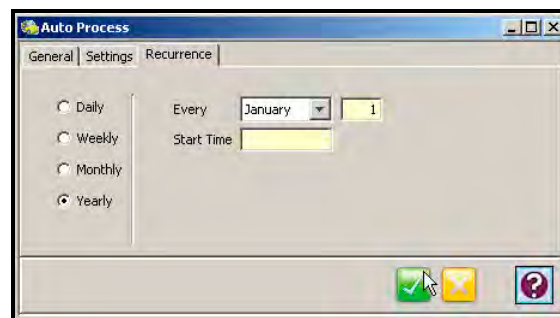 Auto Process
General Settings Recurrence
Daily Every January 1
Weekly Start Time
Monthly
Yearly
?